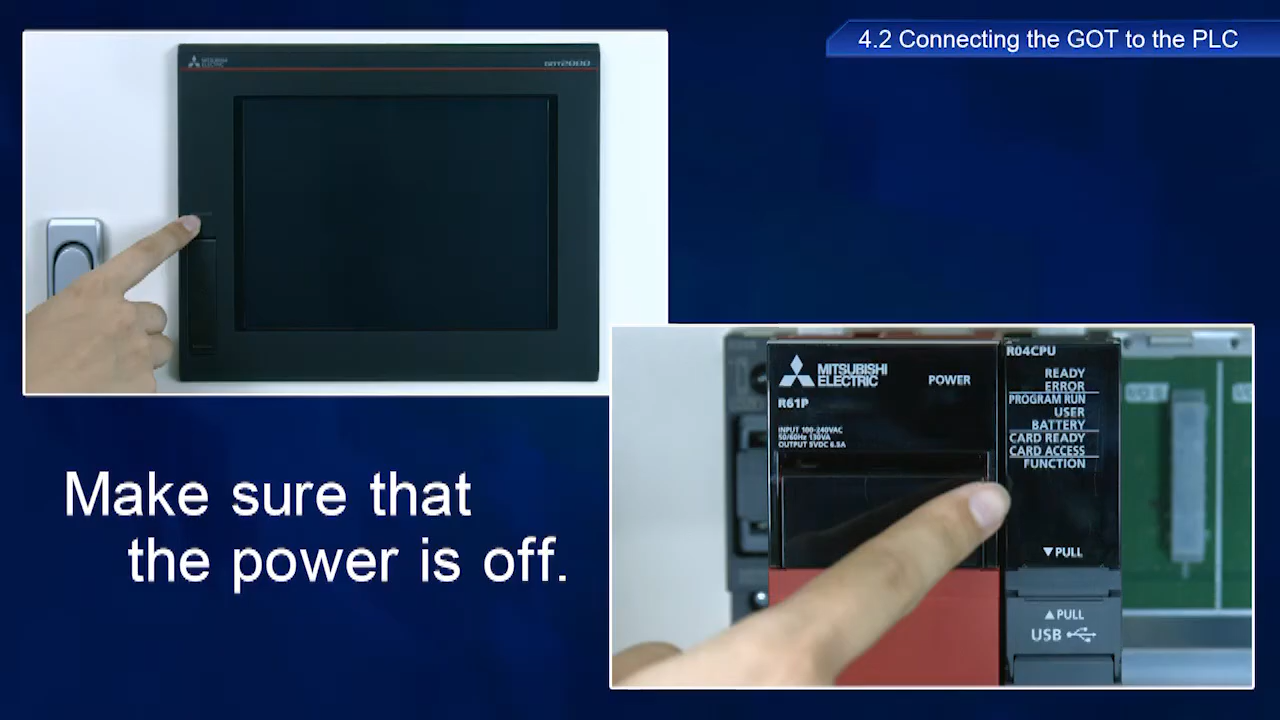 4.2 Connecting the GOT to the PLC
MITSUBISHI
ELECTRIC
GOT2000
Make sure that
the power is off.
MITSUBISHI
ELECTRIC
POWER
R61P
INPUT 100-240VAC
50/60Hz 130VA
OUTPUT 5VDC 6.5A
R04CPU
READY
ERROR
PROGRAM RUN
USER
BATTERY
CARD READY
CARD ACCESS
FUNCTION
▼PULL
▲PULL
USB